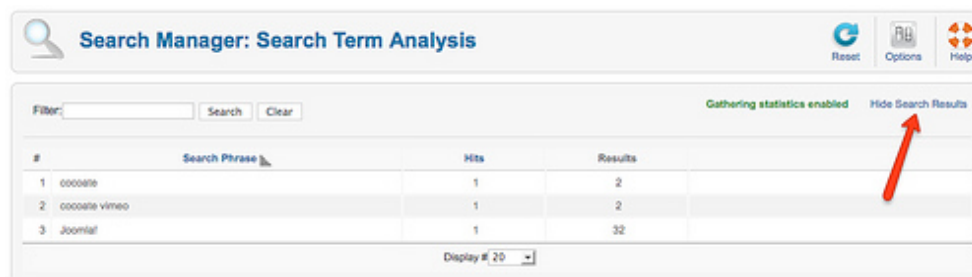 Search Manager: Search Term Analysis
Reset Options Help
Filter: Search Clear Gathering statistics enabled Hide Search Results
# Search Phrase Hits Results
1 cocoate 1 2
2 cocoate vimeo 1 2
3 Joomla! 1 32
Display # 20